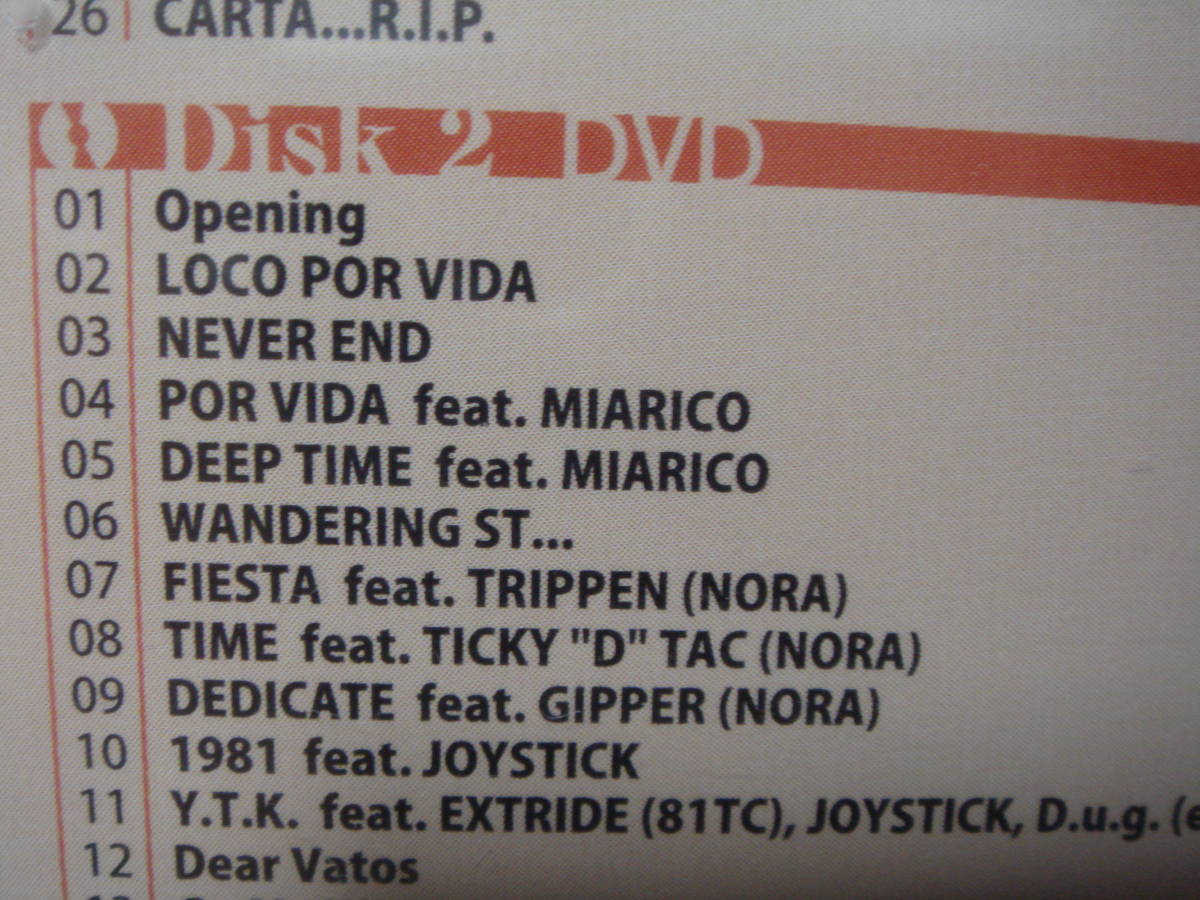 26 CARTA...R.I.P.
Disk 2 DVD
01 Opening
02 LOCO POR VIDA
03 NEVER END
04 POR VIDA feat. MIARICO
05 DEEP TIME feat. MIARICO
06 WANDERING ST...
07 FIESTA feat. TRIPPEN (NORA)
08 TIME feat. TICKY "D" TAC (NORA)
09 DEDICATE feat. GIPPER (NORA)
10 1981 feat. JOYSTICK
11 Y.T.K. feat. EXTRIDE (81TC), JOYSTICK, D.u.g. (e
12 Dear Vatos